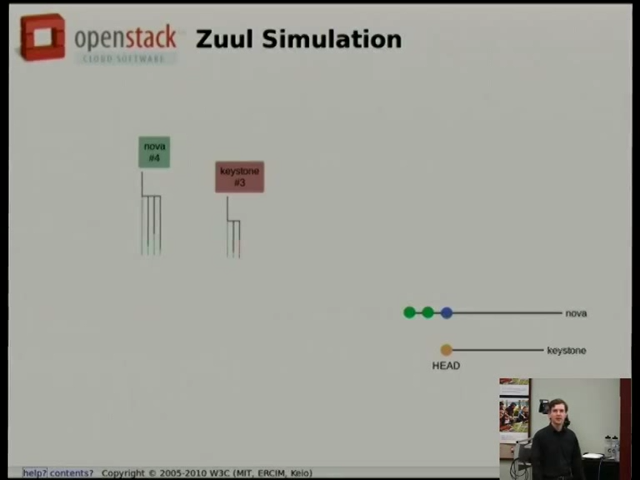 openstack
CLOUD SOFTWARE
Zuul Simulation
nova
#4
keystone
#3
nova
keystone
HEAD
help? contents? Copyright © 2005-2010 W3C (MIT, ERCIM, Keio)